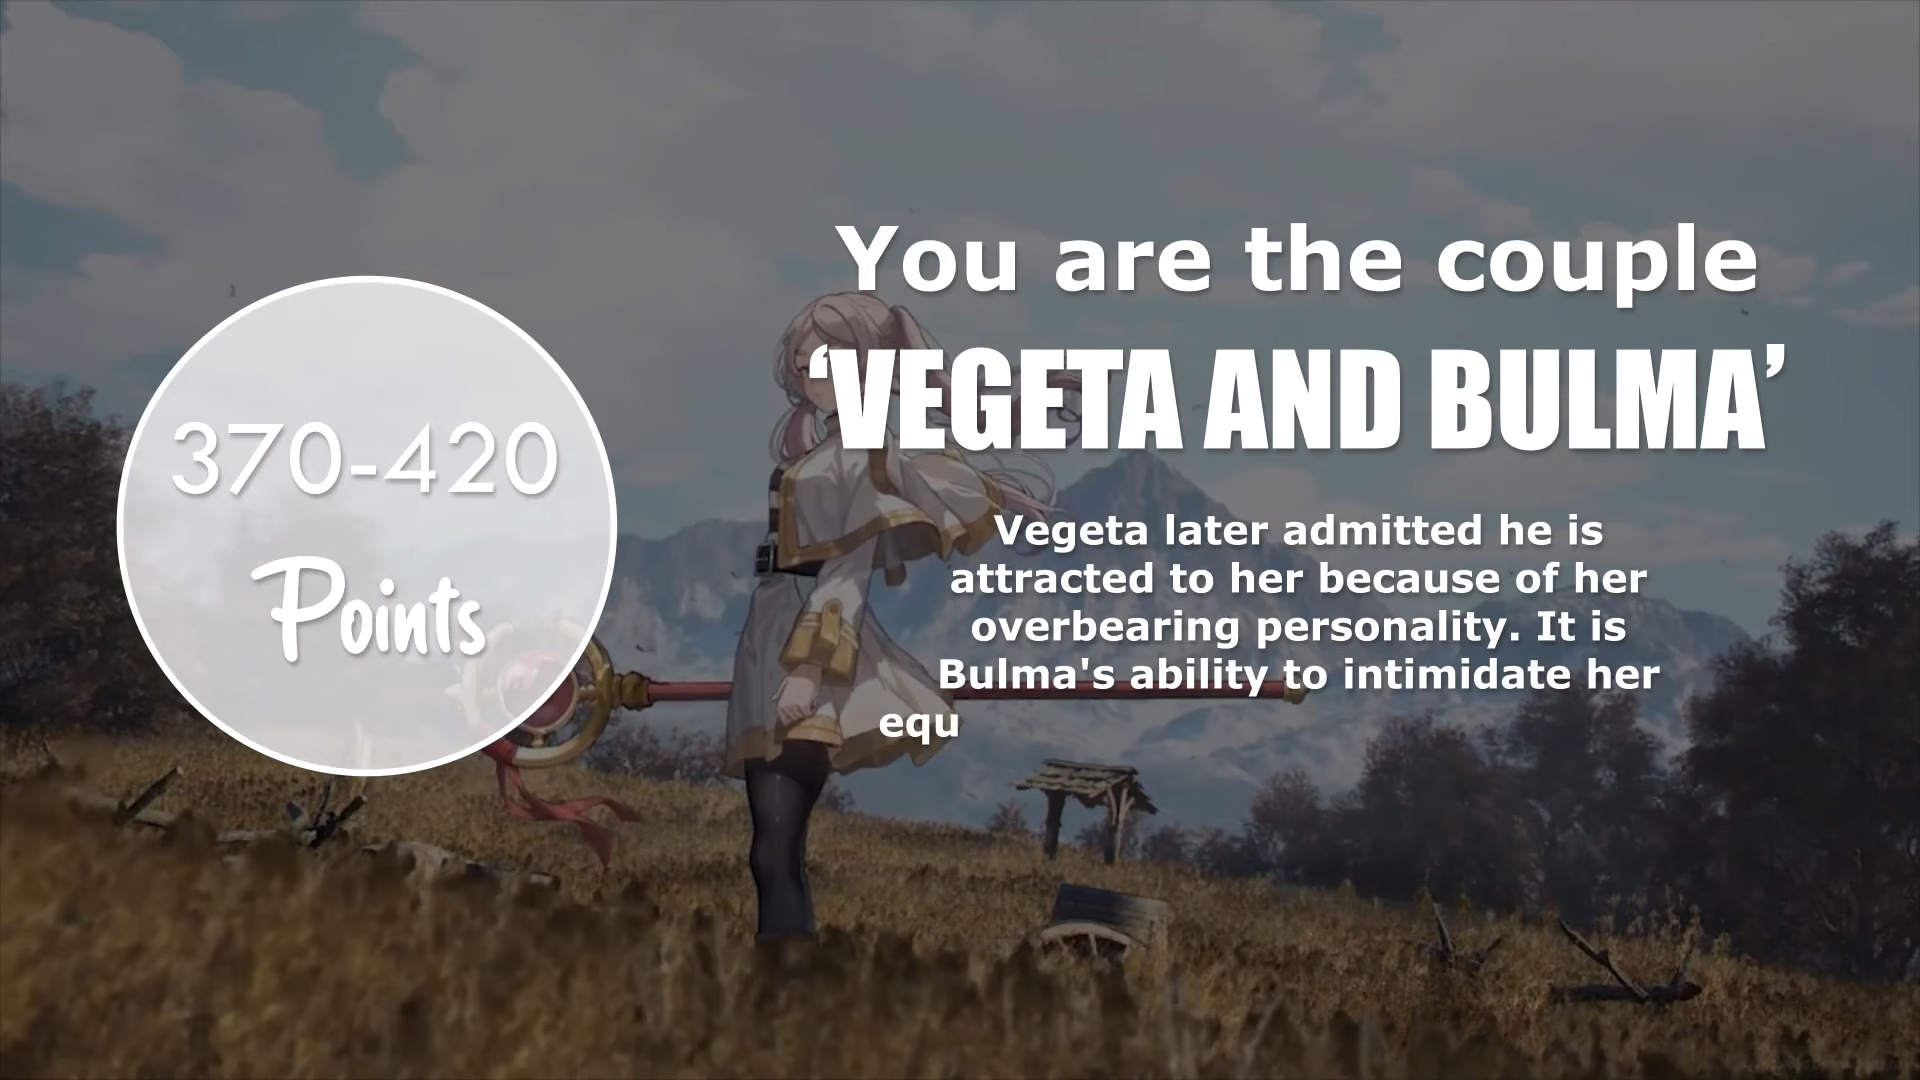 370-420
Points
You are the couple
‘VEGETA AND BULMA’
Vegeta later admitted he is
attracted to her because of her
overbearing personality. It is
Bulma's ability to intimidate her
equ